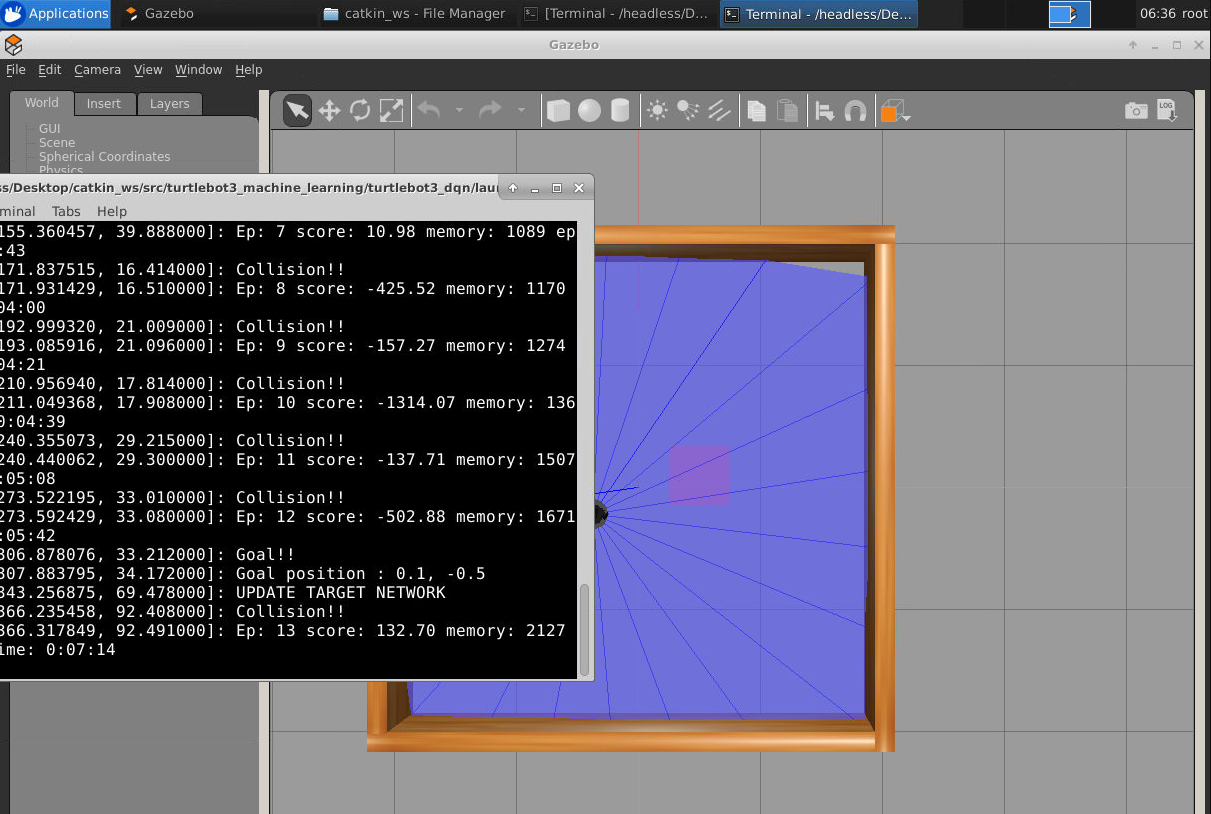 Applications
Gazebo
catkin_ws - File Manager
[Terminal - /headless/D...
Terminal - /headless/De...
06:36 root
Gazebo
File Edit Camera View Window Help
World Insert Layers
LOG
GUI
Scene
Spherical Coordinates
Physics
ss/Desktop/catkin_ws/src/turtlebot3_machine_learning/turtlebot3_dqn/lau
minal Tabs Help
155.360457, 39.888000]: Ep: 7 score: 10.98 memory: 1089 ep
:43
171.837515, 16.414000]: Collision!!
171.931429, 16.510000]: Ep: 8 score: -425.52 memory: 1170
04:00
192.999320, 21.009000]: Collision!!
193.085916, 21.096000]: Ep: 9 score: -157.27 memory: 1274
04:21
210.956940, 17.814000]: Collision!!
211.049368, 17.908000]: Ep: 10 score: -1314.07 memory: 136
0:04:39
240.355073, 29.215000]: Collision!!
240.440062, 29.300000]: Ep: 11 score: -137.71 memory: 1507
:05:08
273.522195, 33.010000]: Collision!!
273.592429, 33.080000]: Ep: 12 score: -502.88 memory: 1671
:05:42
306.878076, 33.212000]: Goal!!
307.883795, 34.172000]: Goal position : 0.1, -0.5
343.256875, 69.478000]: UPDATE TARGET NETWORK
366.235458, 92.408000]: Collision!!
366.317849, 92.491000]: Ep: 13 score: 132.70 memory: 2127
ime: 0:07:14